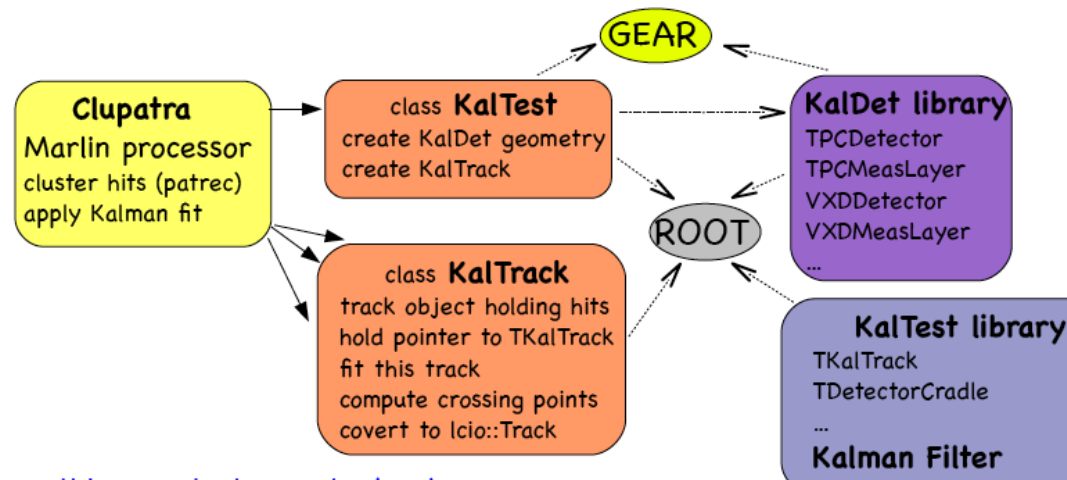 GEAR
Clupatra
Marlin processor
cluster hits (patrec)
apply Kalman fit
class KalTest
create KalDet geometry
create KalTrack
KalDet library
TPCDetector
TPCMeasLayer
VXDDetector
VXDMeasLayer
...
ROOT
class KalTrack
track object holding hits
hold pointer to TKalTrack
fit this track
compute crossing points
covert to lcio::Track
KalTest library
TKalTrack
TDetectorCradle
...
Kalman Filter